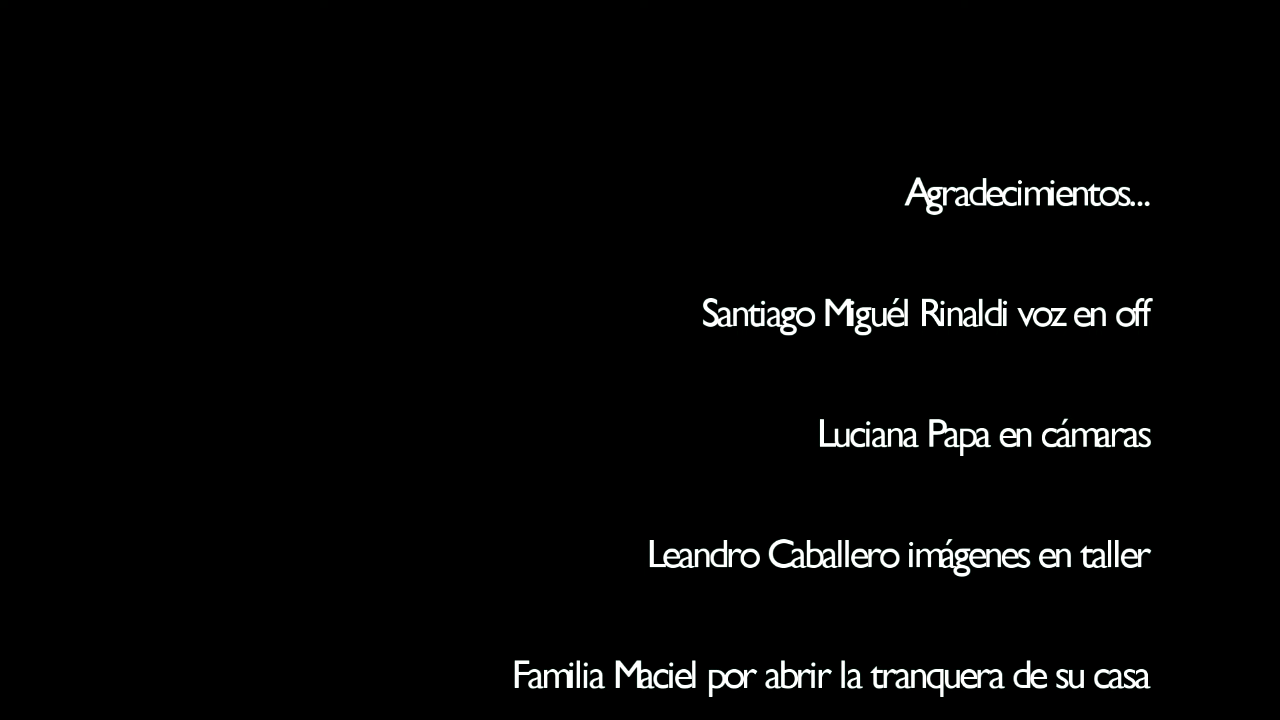 Agradecimientos...
Santiago Miguél Rinaldi voz en off
Luciana Papa en cámaras
Leandro Caballero imágenes en taller
Familia Maciel por abrir la tranquera de su casa